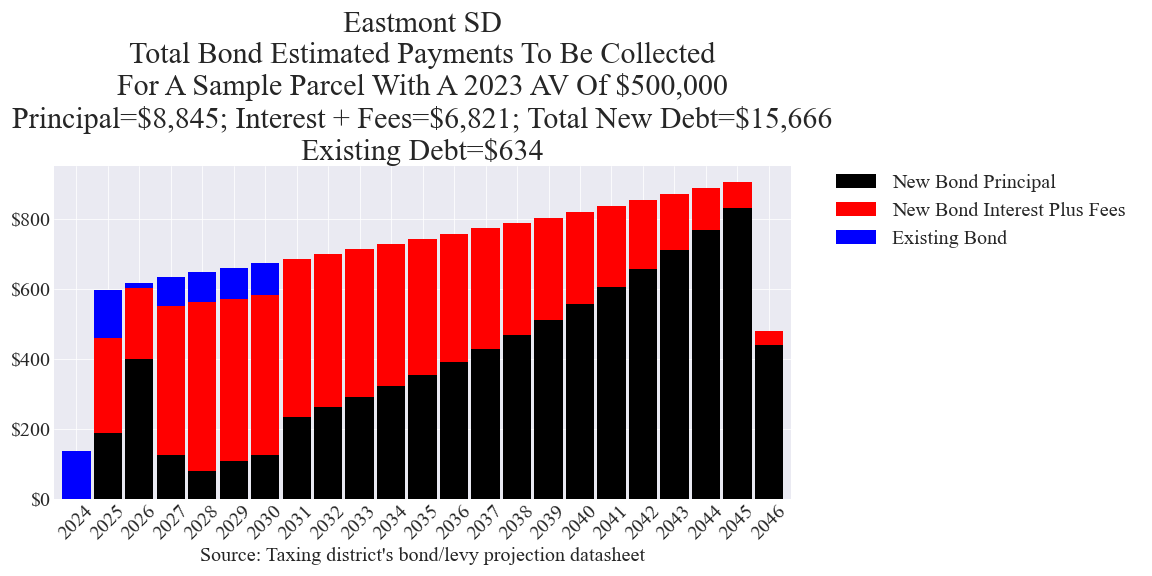 Eastmont SD
Total Bond Estimated Payments To Be Collected
For A Sample Parcel With A 2023 AV Of $500,000
Principal=$8,845; Interest + Fees=$6,821; Total New Debt=$15,666
Existing Debt=$634
New Bond Principal
New Bond Interest Plus Fees
Existing Bond
$800
$600
$400
$200
$0
2024 2025 2026 2027 2028 2029 2030 2031 2032 2033 2034 2035 2036 2037 2038 2039 2040 2041 2042 2043 2044 2045 2046
Source: Taxing district's bond/levy projection datasheet